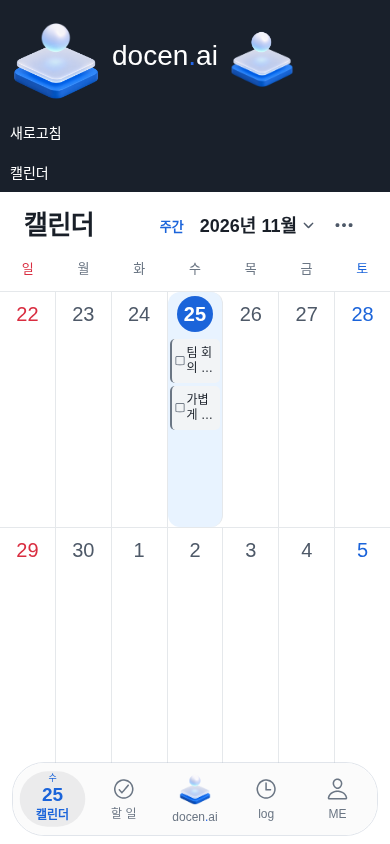 docen.ai
새로고침
캘린더
캘린더 주간 2026년 11월
일 월 화 수 목 금 토
22 23 24 25 26 27 28
팀 회
의 ...
가볍
게 ...
29 30 1 2 3 4 5
수
25
캘린더 할 일 docen.ai log ME